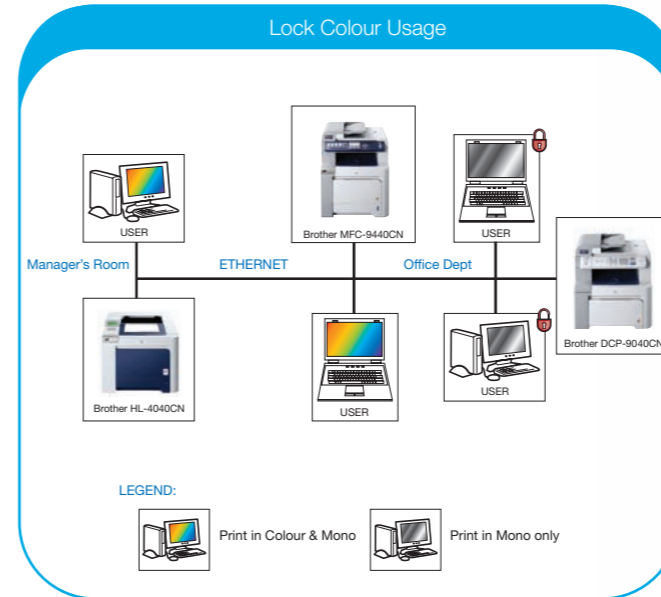 Lock Colour Usage
USER
Brother MFC-9440CN
USER
Manager's Room
ETHERNET
Office Dept
Brother HL-4040CN
USER
USER
Brother DCP-9040CN
LEGEND:
Print in Colour & Mono
Print in Mono only